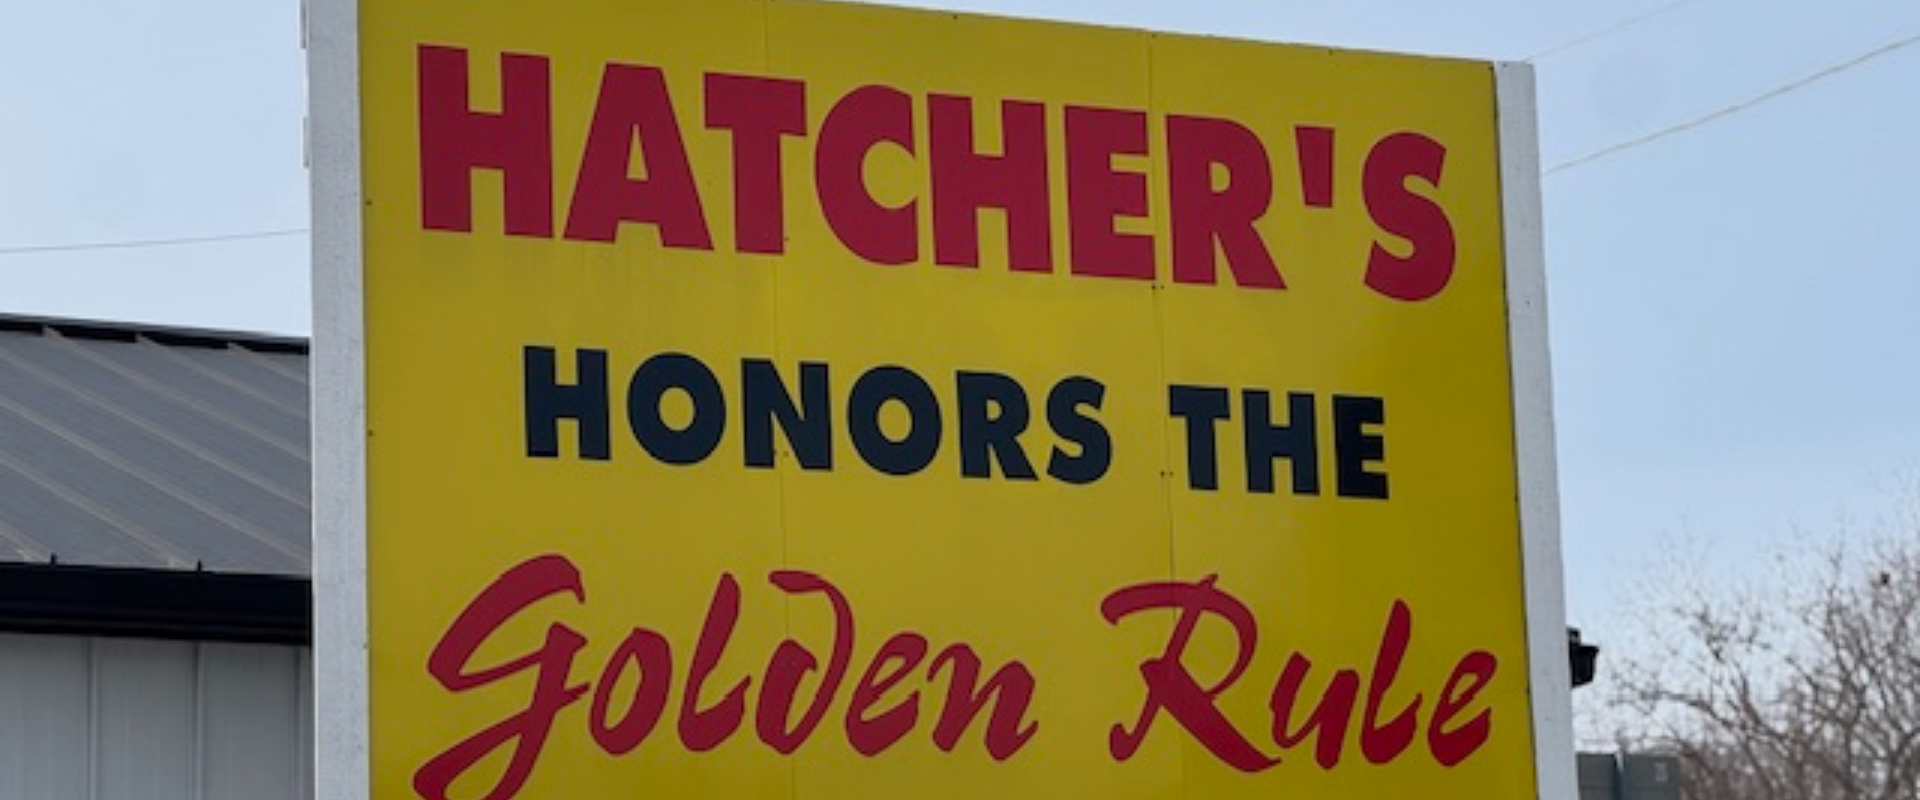 HATCHER'S
HONORS THE
Golden Rule